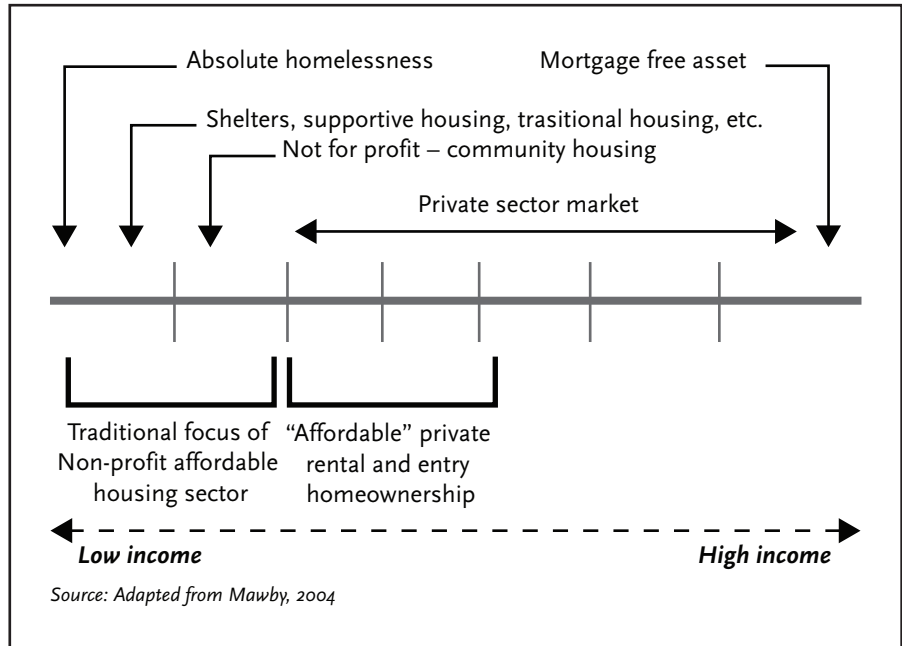 Absolute homelessness
Mortgage free asset
Shelters, supportive housing, trasitional housing, etc.
Not for profit – community housing
Private sector market
Traditional focus of
Non-profit affordable
housing sector
“Affordable” private
rental and entry
homeownership
Low income
High income
Source: Adapted from Mawby, 2004